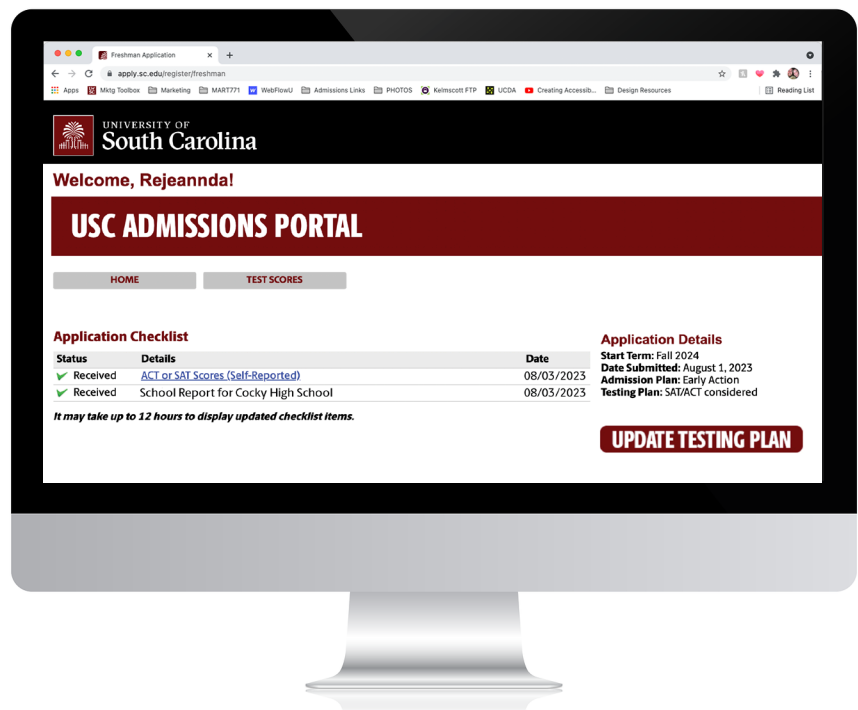 Freshman Application
apply.sc.edu/register/freshman
Apps Mktg Toolbox Marketing MART771 WebFlowU Admissions Links PHOTOS Kelmscott FTP UCDA Creating Accessib... Design Resources Reading List
UNIVERSITY OF
South Carolina
Welcome, Rejeannda!
USC ADMISSIONS PORTAL
HOME TEST SCORES
Application Checklist
Status Details Date
Received ACT or SAT Scores (Self-Reported) 08/03/2023
Received School Report for Cocky High School 08/03/2023
It may take up to 12 hours to display updated checklist items.
Application Details
Start Term: Fall 2024
Date Submitted: August 1, 2023
Admission Plan: Early Action
Testing Plan: SAT/ACT considered
UPDATE TESTING PLAN